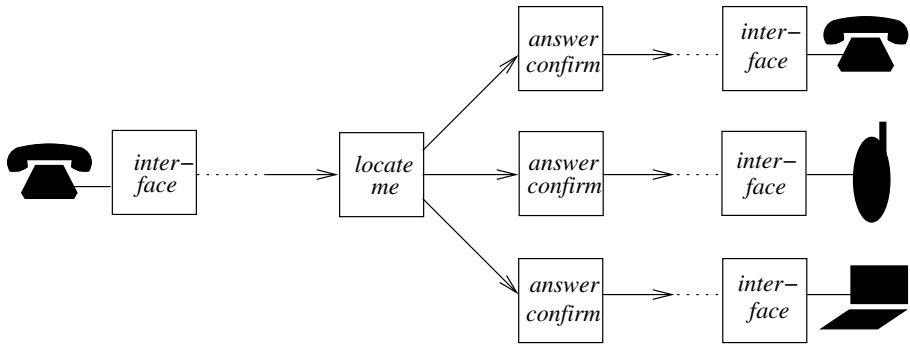 answer
confirm
inter–
face
inter–
face
locate
me
answer
confirm
inter–
face
answer
confirm
inter–
face